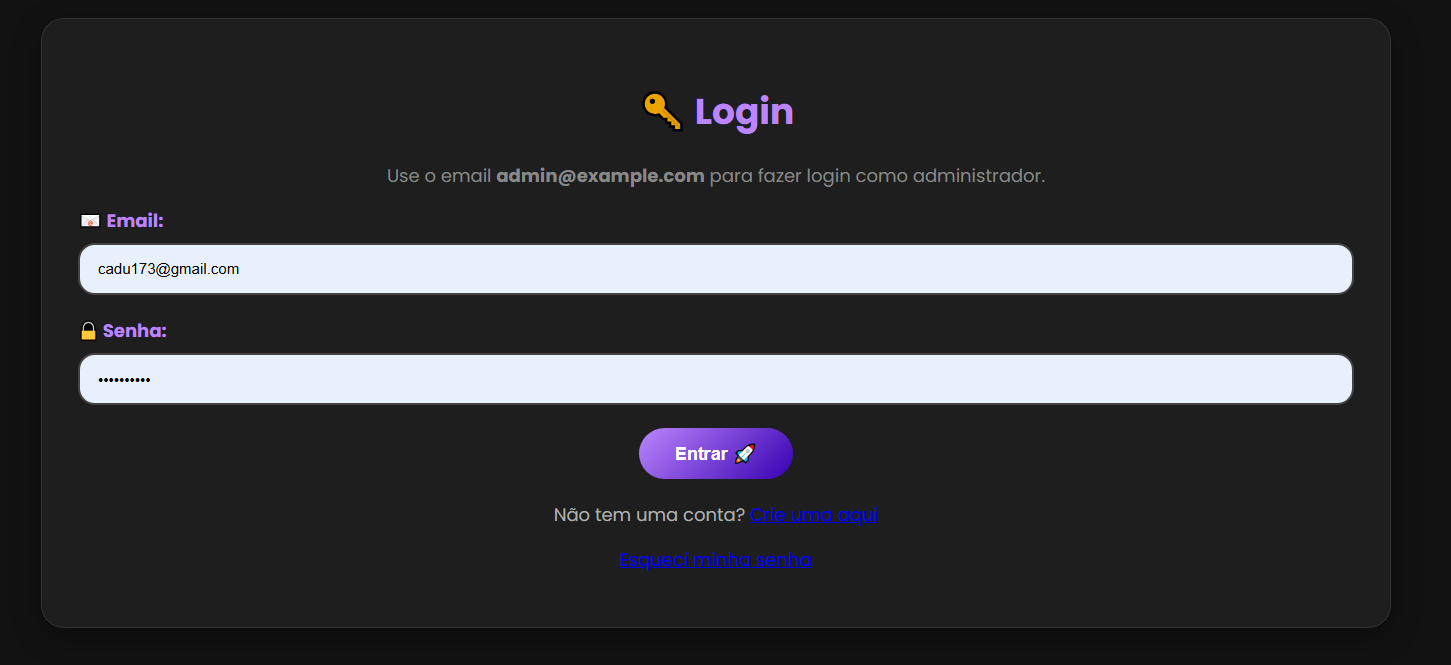 🔑 Login
Use o email admin@example.com para fazer login como administrador.
📧 Email:
cadu173@gmail.com
🔒 Senha:
••••••••••
Entrar 🚀
Não tem uma conta? Crie uma aqui
Esqueci minha senha